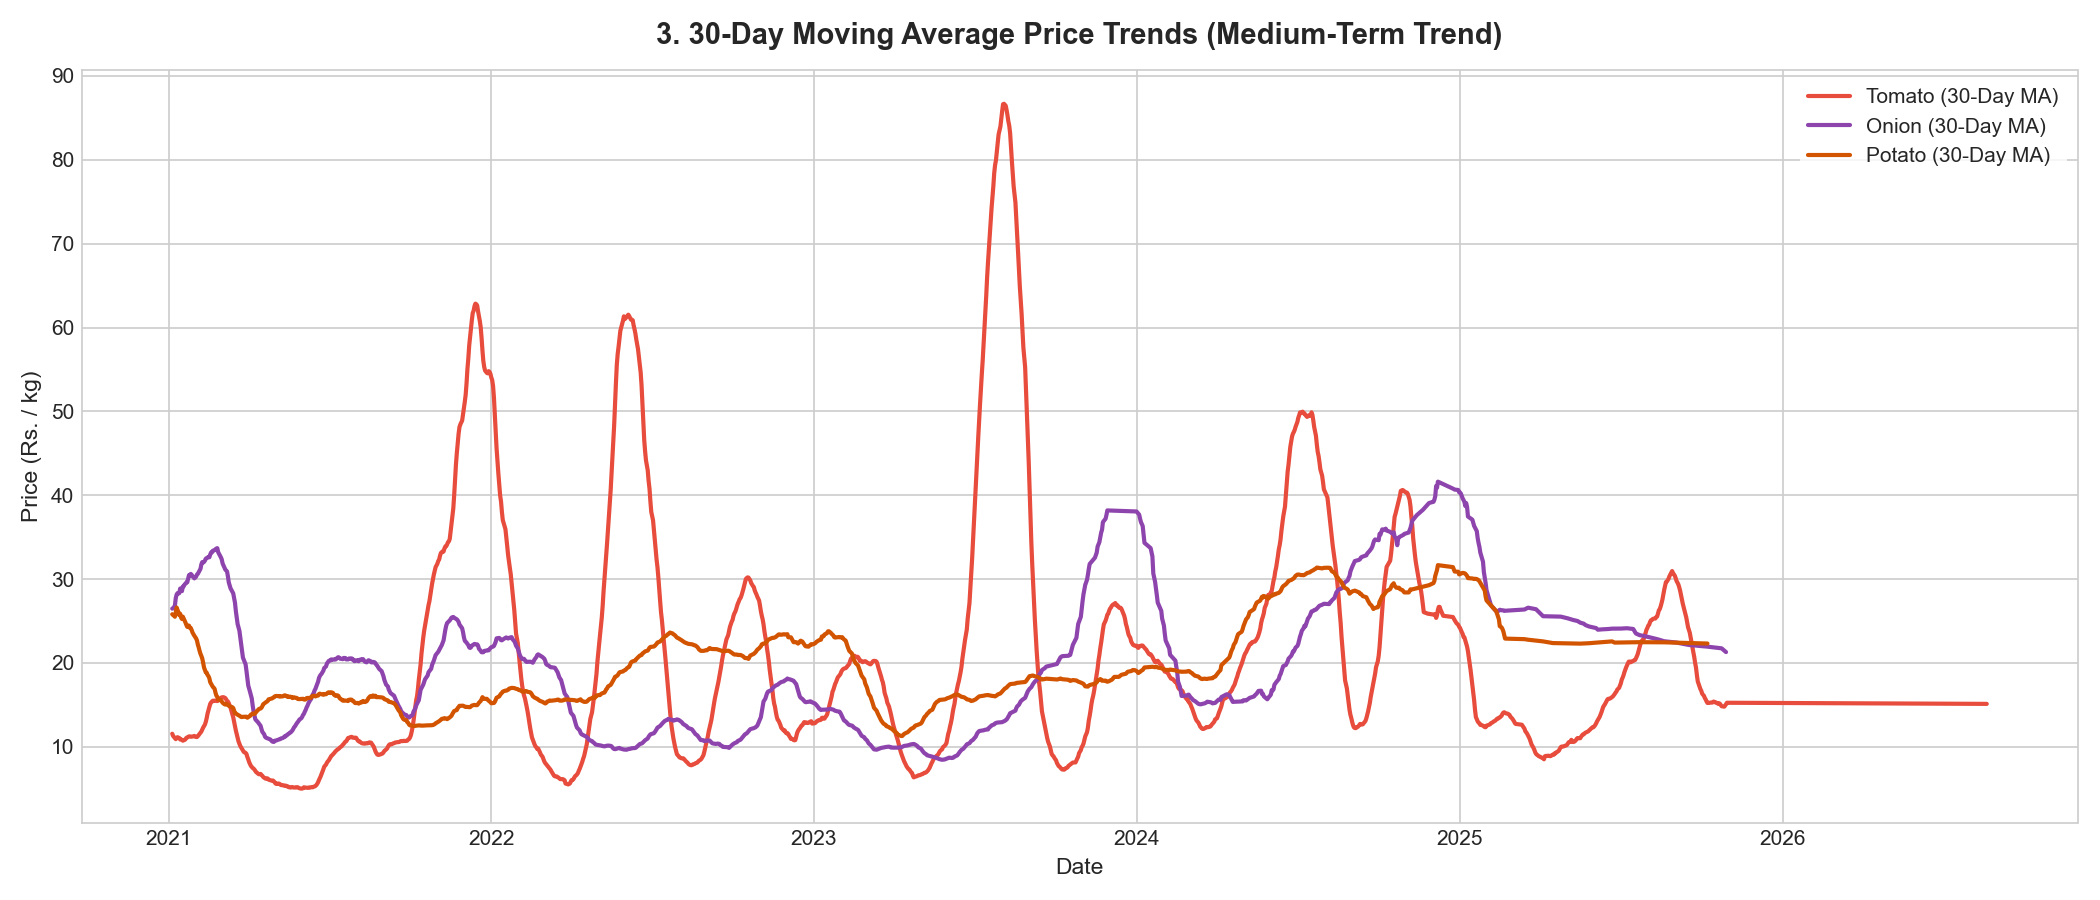 3. 30-Day Moving Average Price Trends (Medium-Term Trend)
90
80
70
60
50
40
30
20
10
Price (Rs. / kg)
Tomato (30-Day MA)
Onion (30-Day MA)
Potato (30-Day MA)
2021 2022 2023 2024 2025 2026
Date